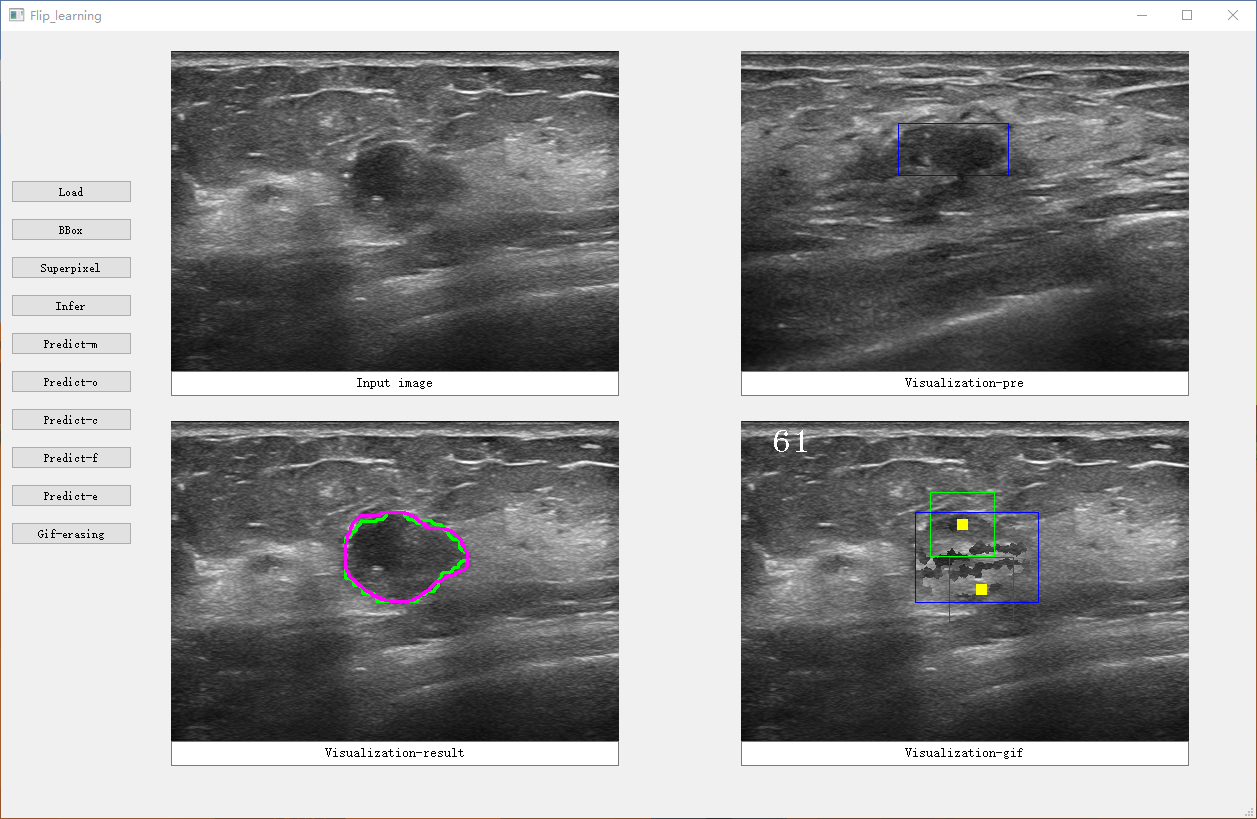 Flip_learning
Load
BBox
Superpixel
Infer
Predict-m
Predict-o
Predict-c
Predict-f
Predict-e
Gif-erasing
Input image
Visualization-pre
61
Visualization-result
Visualization-gif